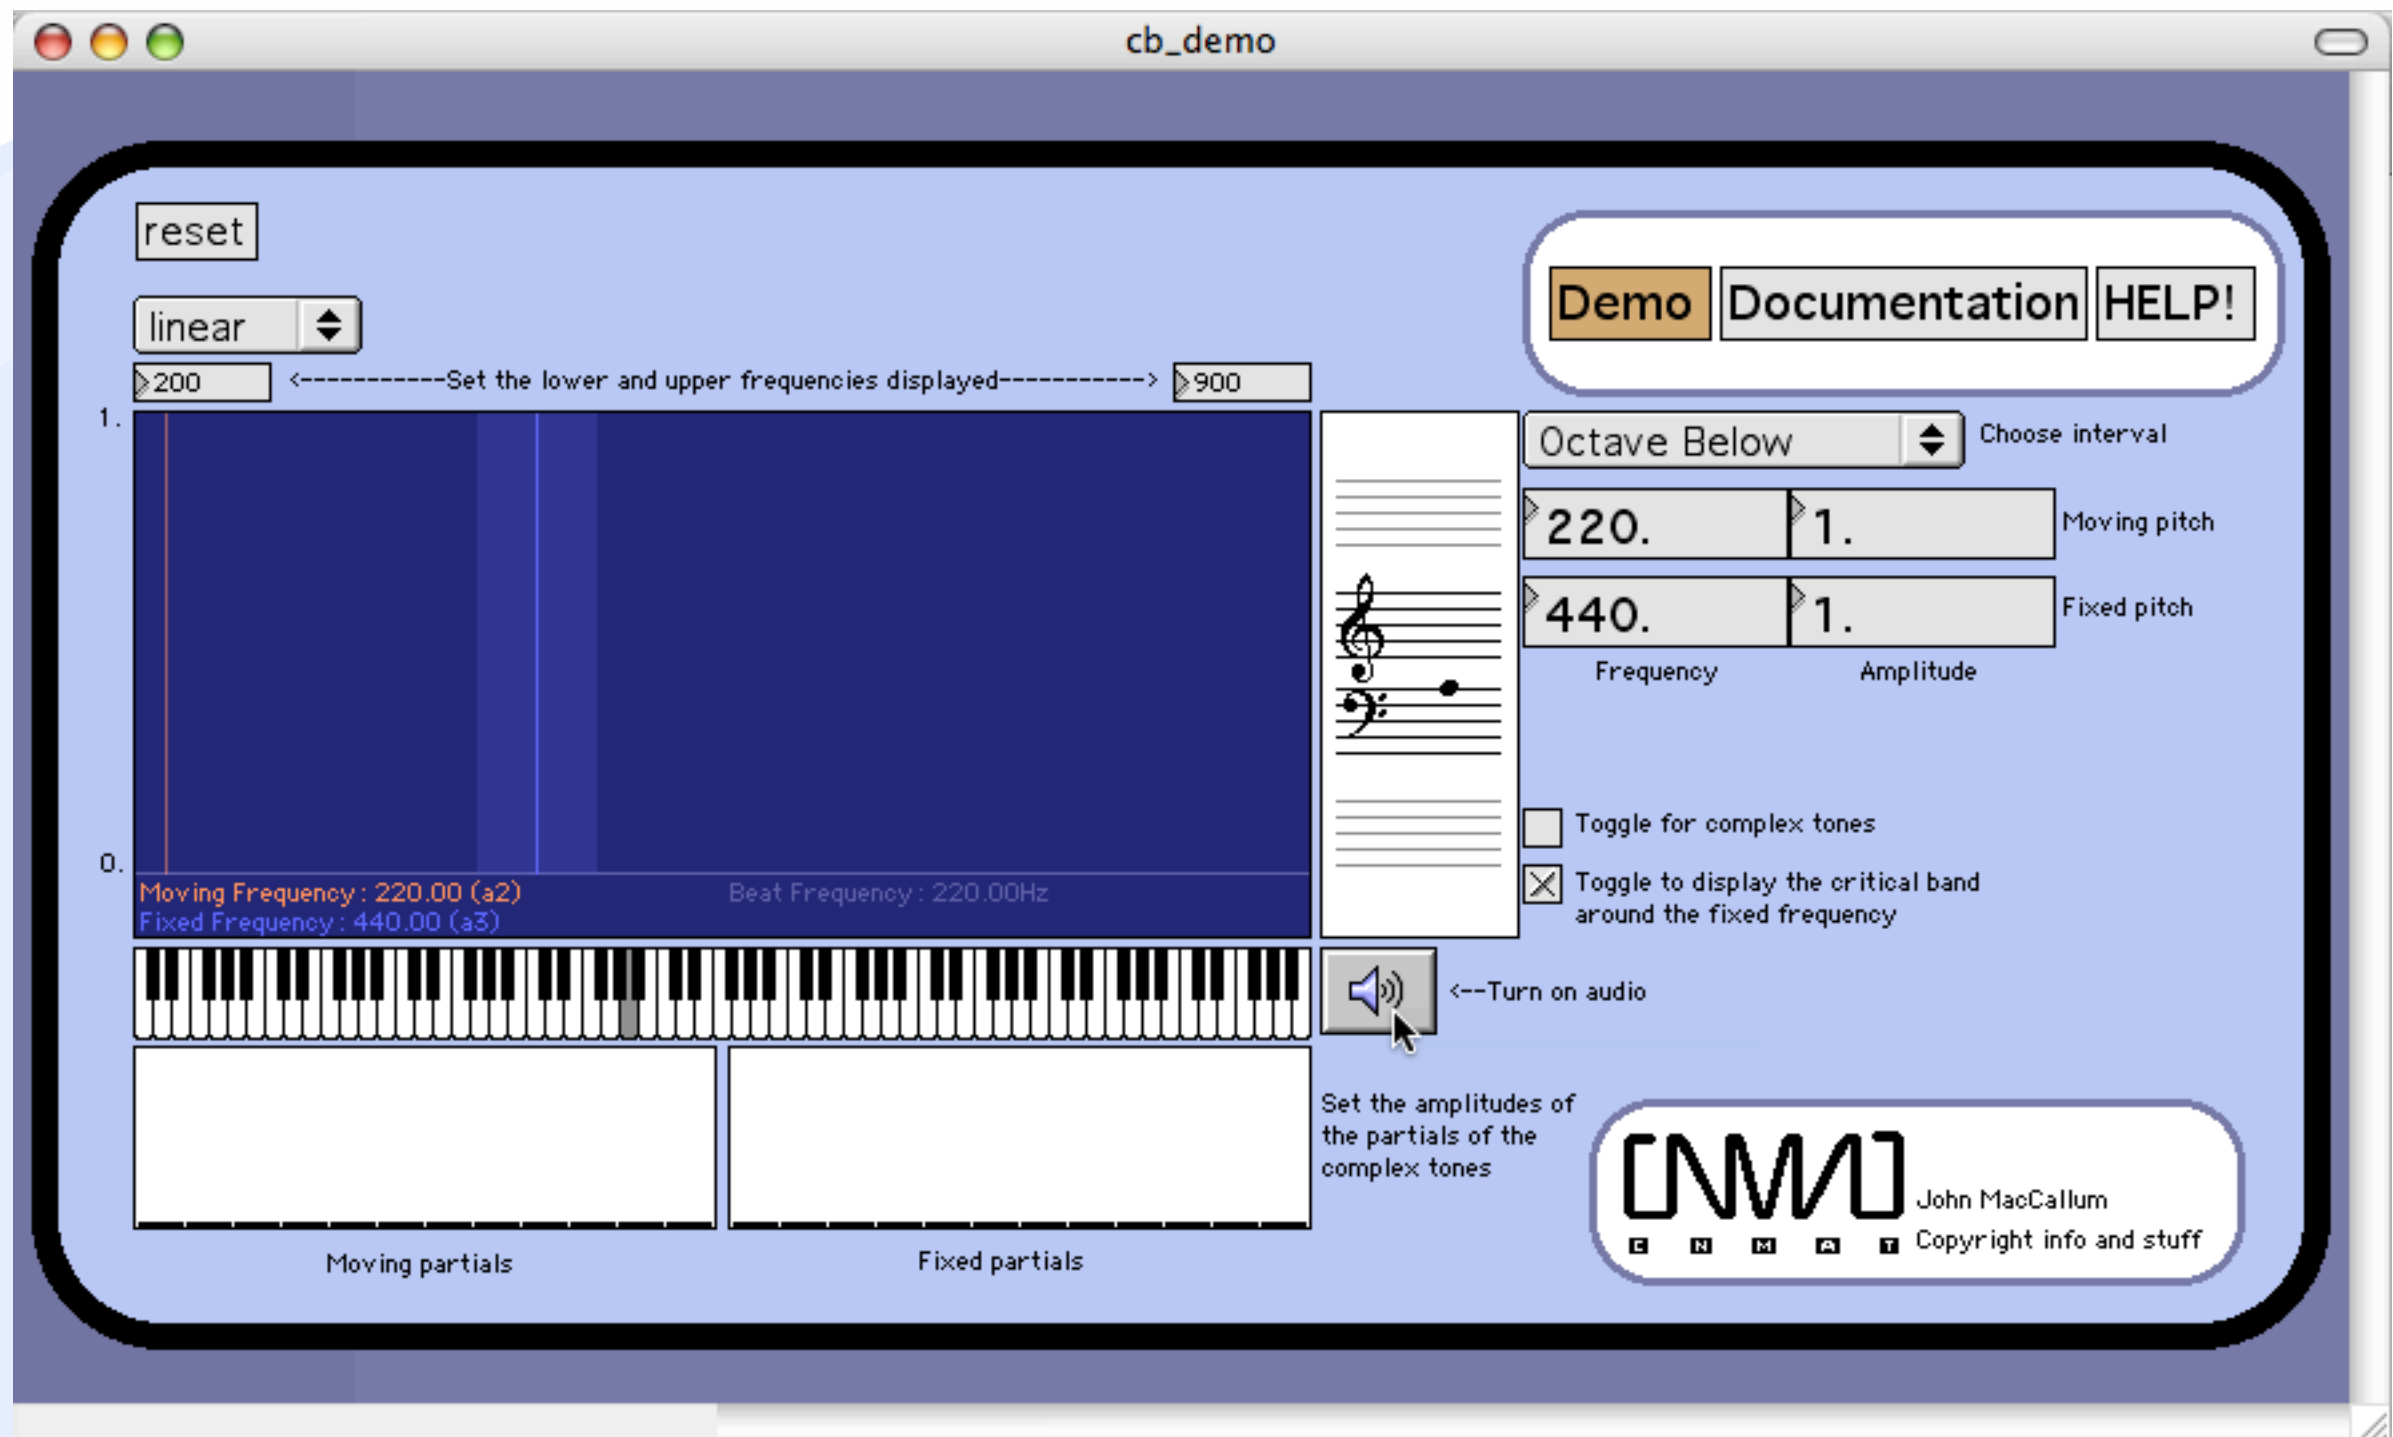 cb_demo
reset
Demo
Documentation
HELP!
linear
200
<-----------Set the lower and upper frequencies displayed----------->
900
1.
0.
Moving Frequency : 220.00 (a2)
Beat Frequency : 220.00Hz
Fixed Frequency : 440.00 (a3)
Octave Below
Choose interval
220.
1.
Moving pitch
440.
1.
Fixed pitch
Frequency
Amplitude
Toggle for complex tones
Toggle to display the critical band
around the fixed frequency
<--Turn on audio
Set the amplitudes of
the partials of the
complex tones
Moving partials
Fixed partials
CNMAT
John MacCallum
Copyright info and stuff